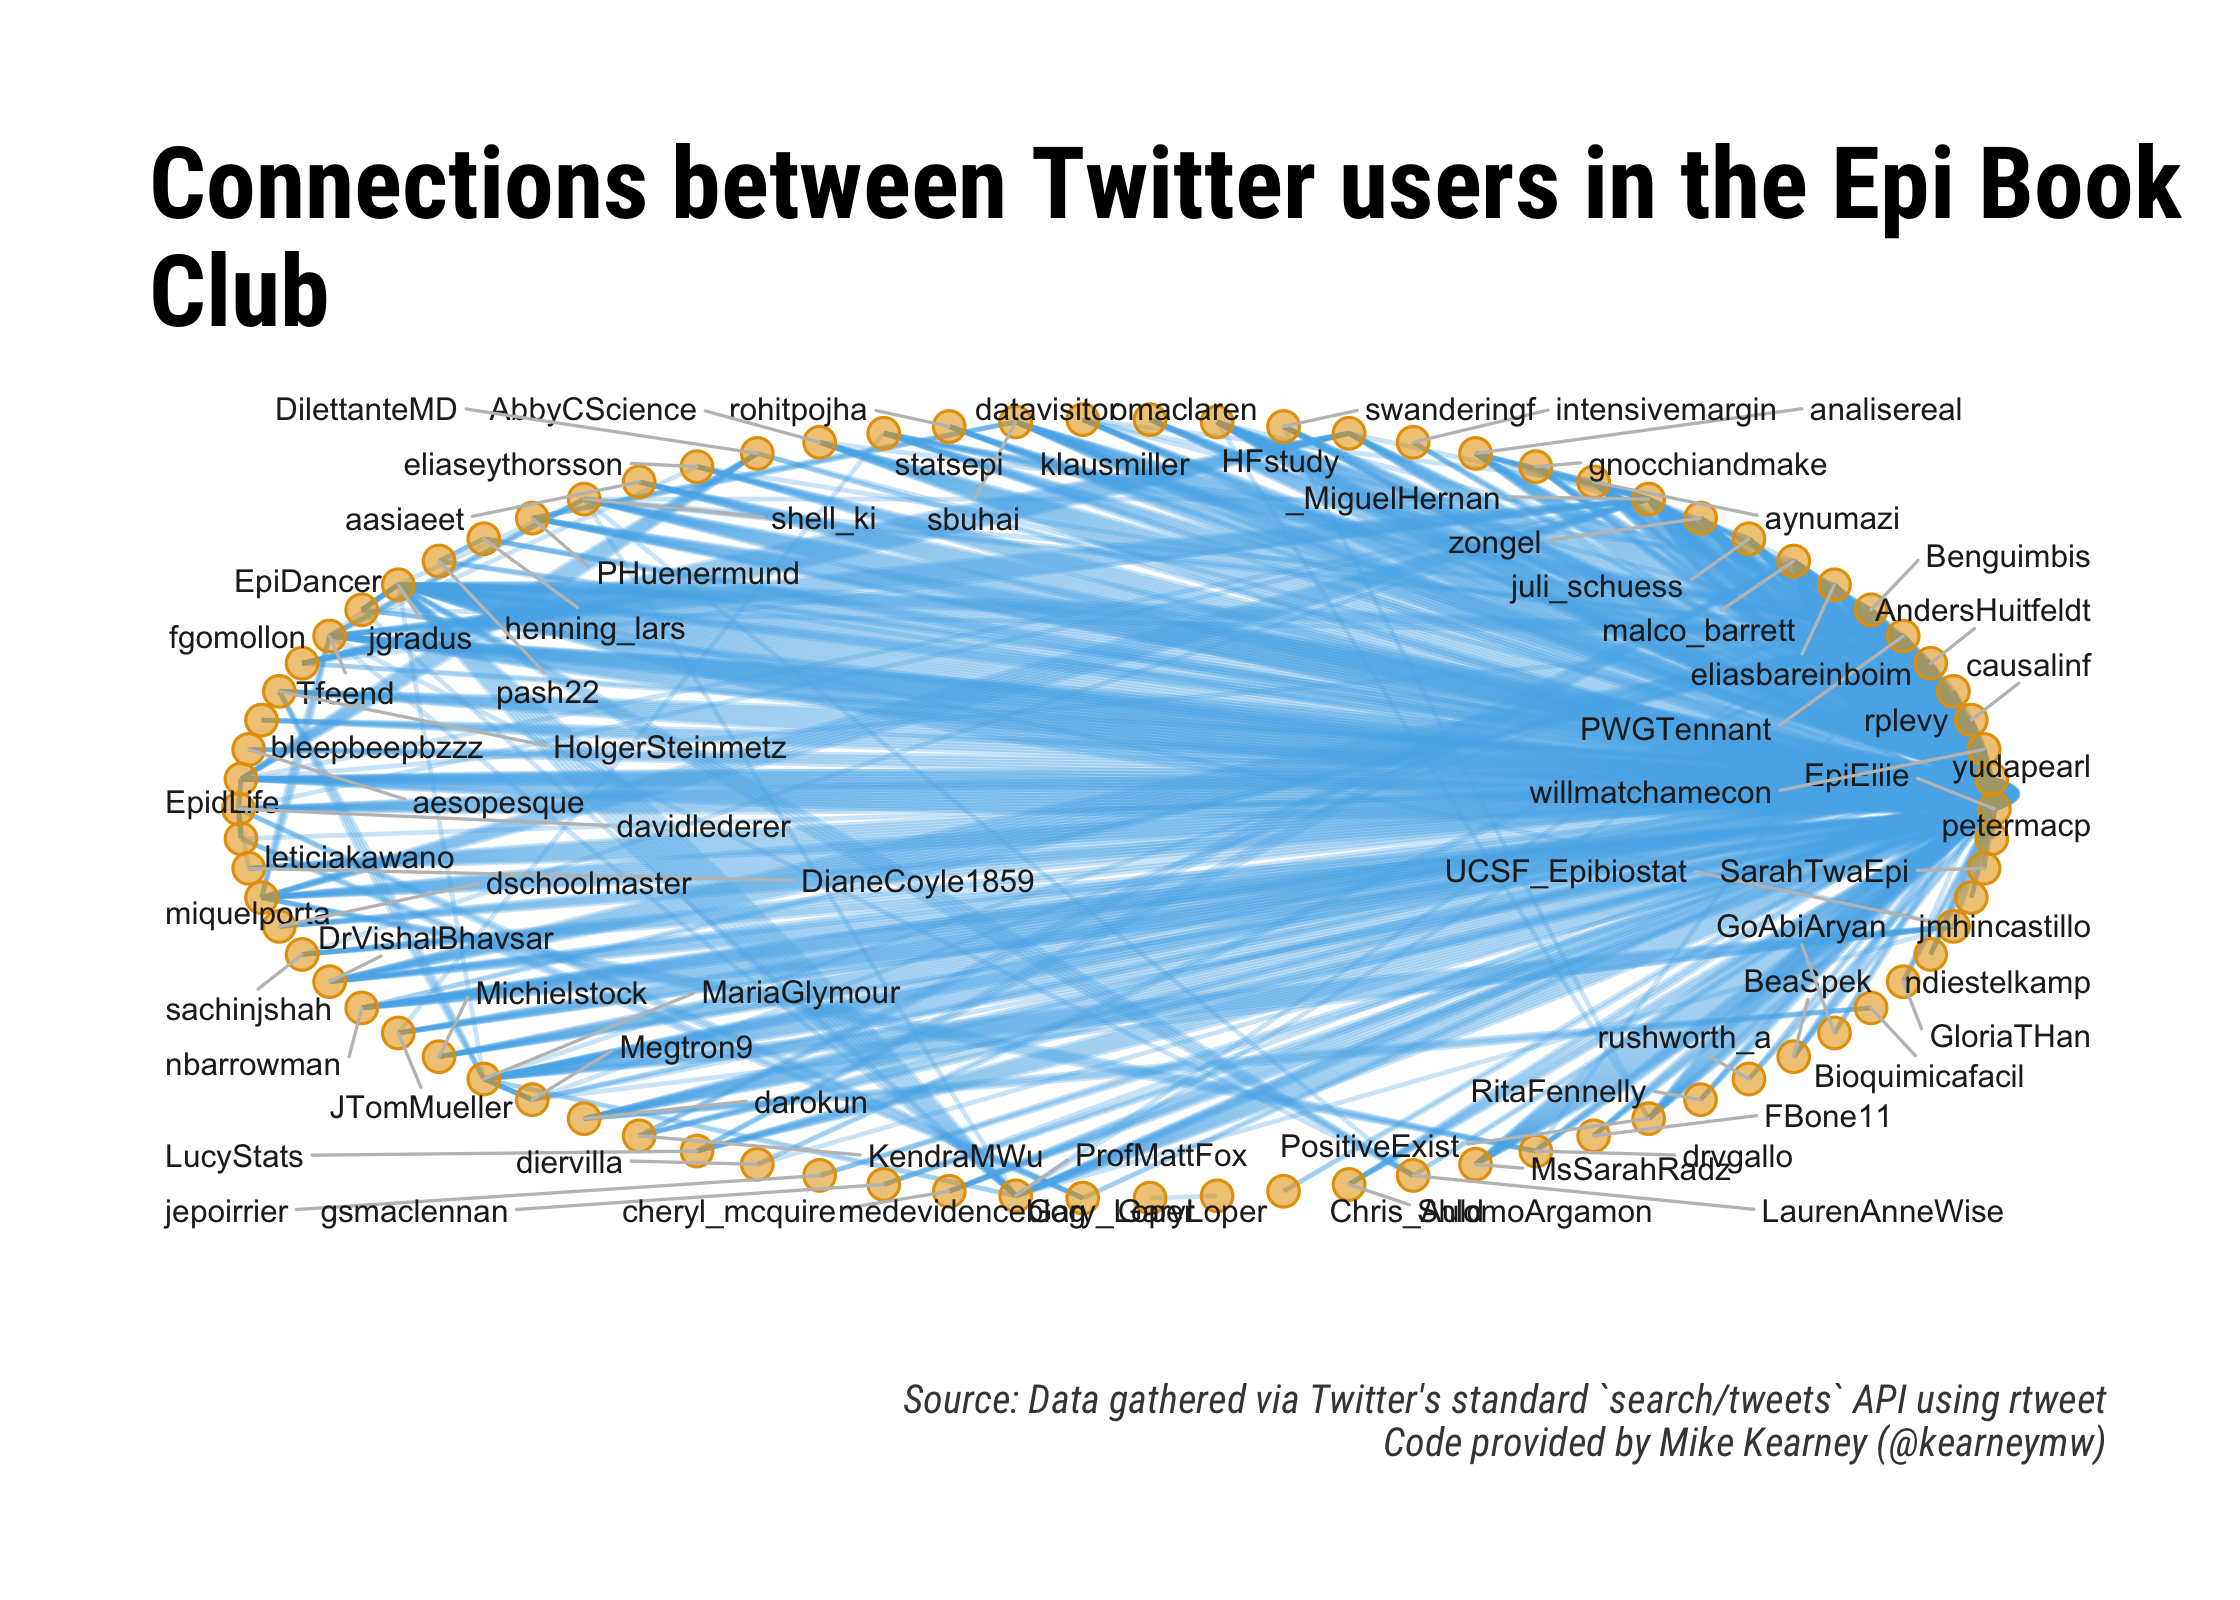 Connections between Twitter users in the Epi Book
Club
DilettanteMD AbbyCScience rohitpojha datavisitor omaclaren swanderingf intensivemargin analisereal
eliaseythorsson statsepi klausmiller HFstudy gnocchiandmake
_MiguelHernan
aasiaeet shell_ki sbuhai aynumazi
zongel
Benguimbis
EpiDancer PHuenermund juli_schuess
AndersHuitfeldt
fgomollon jgradus henning_lars malco_barrett
causalinf
Tfeend pash22 eliasbareinboim
PWGTennant rplevy
bleepbeepbzzz HolgerSteinmetz
EpiEllie yudapearl
EpidLife aesopesque willmatchamecon
davidlederer petermacp
leticiakawano
dschoolmaster DianeCoyle1859 UCSF_Epibiostat SarahTwaEpi
miquelporta
DrVishalBhavsar GoAbiAryan jmhincastillo
sachinjshah Michielstock MariaGlymour BeaSpek ndiestelkamp
rushworth_a GloriaTHan
nbarrowman Megtron9
Bioquimicafacil
JTomMueller darokun RitaFennelly
FBone11
LucyStats diervilla KendraMWu ProfMattFox PositiveExist drvgallo
MsSarahRadz
jepoirrier gsmaclennan cheryl_mcquire medevidenceblog Gary_Loper GaryLoper Chris_Auld ShlomoArgamon LaurenAnneWise
Source: Data gathered via Twitter's standard `search/tweets` API using rtweet
Code provided by Mike Kearney (@kearneymw)